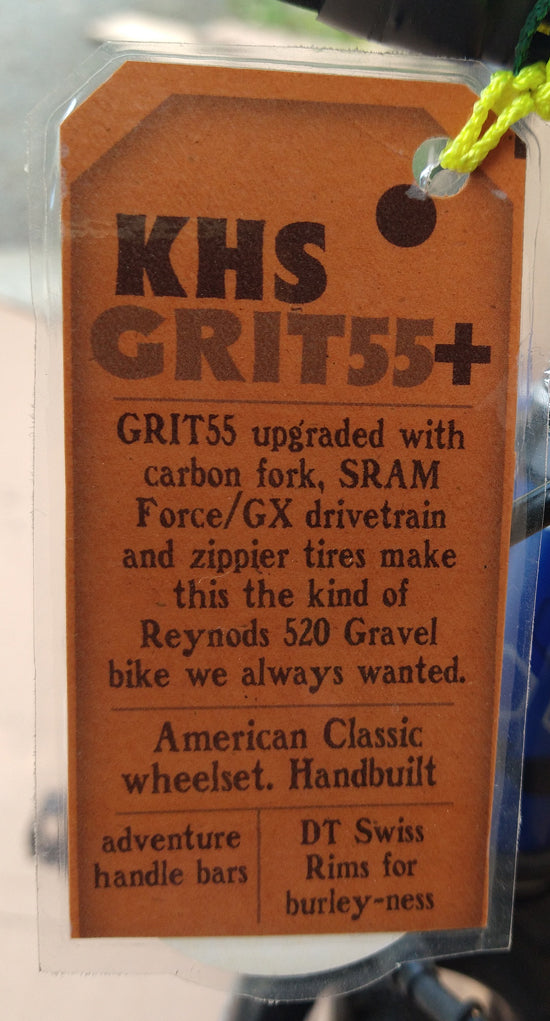 KHS
GRIT55+
GRIT55 upgraded with
carbon fork, SRAM
Force/GX drivetrain
and zippier tires make
this the kind of
Reynods 520 Gravel
bike we always wanted.
American Classic
wheelset. Handbuilt
adventure
handle bars
DT Swiss
Rims for
burley-ness